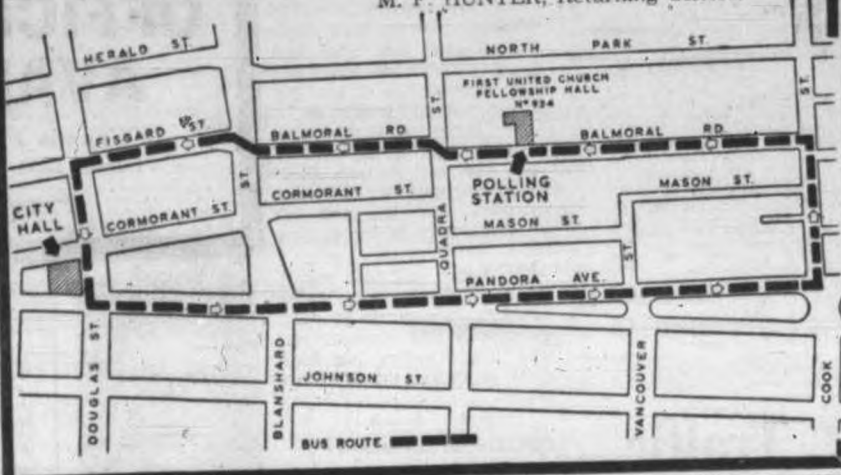 M. F. HUNTER, Returning
HERALD ST.
NORTH PARK ST.
FIRST UNITED CHURCH
FELLOWSHIP HALL
Nº 934
ST.
ST.
FISGARD ST.
BALMORAL RD.
BALMORAL RD.
POLLING
STATION
MASON ST.
CORMORANT ST.
ST.
CITY
HALL
CORMORANT ST.
QUADRA
MASON ST.
ST.
PANDORA AVE.
DOUGLAS ST.
BLANSHARD
JOHNSON ST.
VANCOUVER
COOK
BUS ROUTE